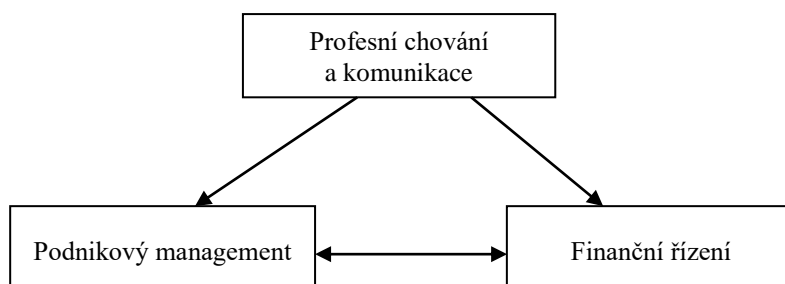 Profesní chování
a komunikace
Podnikový management
Finanční řízení